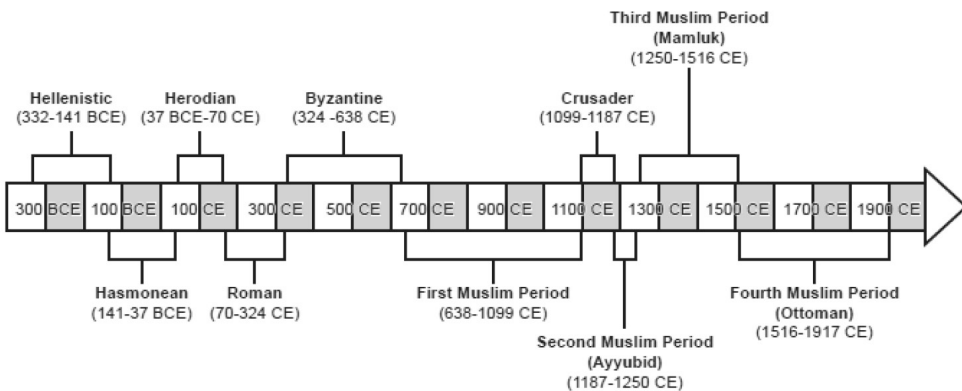 Third Muslim Period
(Mamluk)
(1250-1516 CE)
Hellenistic
(332-141 BCE)
Herodian
(37 BCE-70 CE)
Byzantine
(324 -638 CE)
Crusader
(1099-1187 CE)
300 BCE 100 BCE 100 CE 300 CE 500 CE 700 CE 900 CE 1100 CE 1300 CE 1500 CE 1700 CE 1900 CE
Hasmonean
(141-37 BCE)
Roman
(70-324 CE)
First Muslim Period
(638-1099 CE)
Second Muslim Period
(Ayyubid)
(1187-1250 CE)
Fourth Muslim Period
(Ottoman)
(1516-1917 CE)